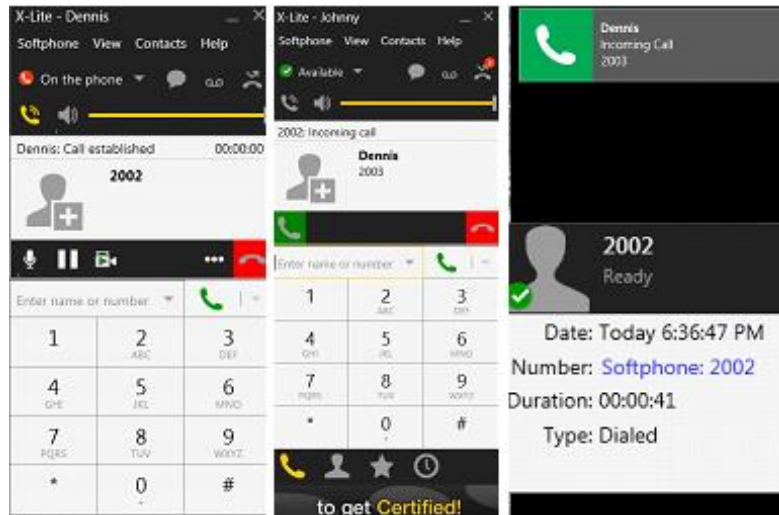 X-Lite - Dennis
Softphone View Contacts Help
On the phone
Dennis: Call established 00:00:00
2002
Enter name or number
1 2 3
ABC DEF
4 5 6
GHI JKL MNO
7 8 9
PQRS TUV WXYZ
* 0 #
X-Lite - Johnny
Softphone View Contacts Help
Available
2002: Incoming call
Dennis
2003
Enter name or number
1 2 3
ABC DEF
4 5 6
GHI JKL MNO
7 8 9
PQRS TUV WXYZ
* 0 #
to get Certified!
Dennis
Incoming Call
2003
2002
Ready
Date: Today 6:36:47 PM
Number: Softphone: 2002
Duration: 00:00:41
Type: Dialed